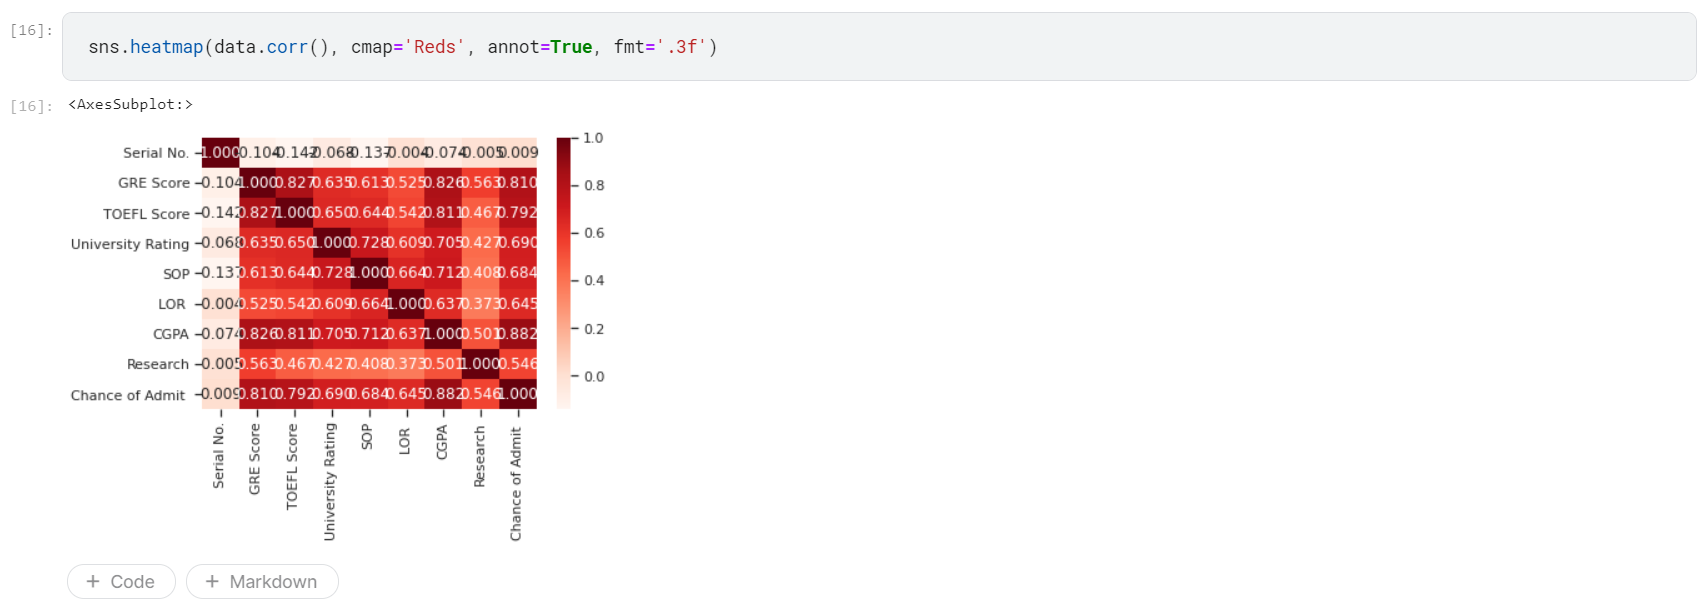 [16]:
sns.heatmap(data.corr(), cmap='Reds', annot=True, fmt='.3f')
[16]: <AxesSubplot:>
Serial No. 1.000 -0.104 -0.142 -0.068 -0.137 -0.004 -0.074 -0.005 0.009 1.0
GRE Score -0.104 1.000 0.827 0.635 0.613 0.525 0.826 0.563 0.810 0.8
TOEFL Score -0.142 0.827 1.000 0.650 0.644 0.542 0.811 0.467 0.792
University Rating -0.068 0.635 0.650 1.000 0.728 0.609 0.705 0.427 0.690 0.6
SOP -0.137 0.613 0.644 0.728 1.000 0.664 0.712 0.408 0.684 0.4
LOR -0.004 0.525 0.542 0.609 0.664 1.000 0.637 0.373 0.645
CGPA -0.074 0.826 0.811 0.705 0.712 0.637 1.000 0.501 0.882 0.2
Research -0.005 0.563 0.467 0.427 0.408 0.373 0.501 1.000 0.546 0.0
Chance of Admit 0.009 0.810 0.792 0.690 0.684 0.645 0.882 0.546 1.000
Serial No.
GRE Score
TOEFL Score
University Rating
SOP
LOR
CGPA
Research
Chance of Admit
+ Code + Markdown